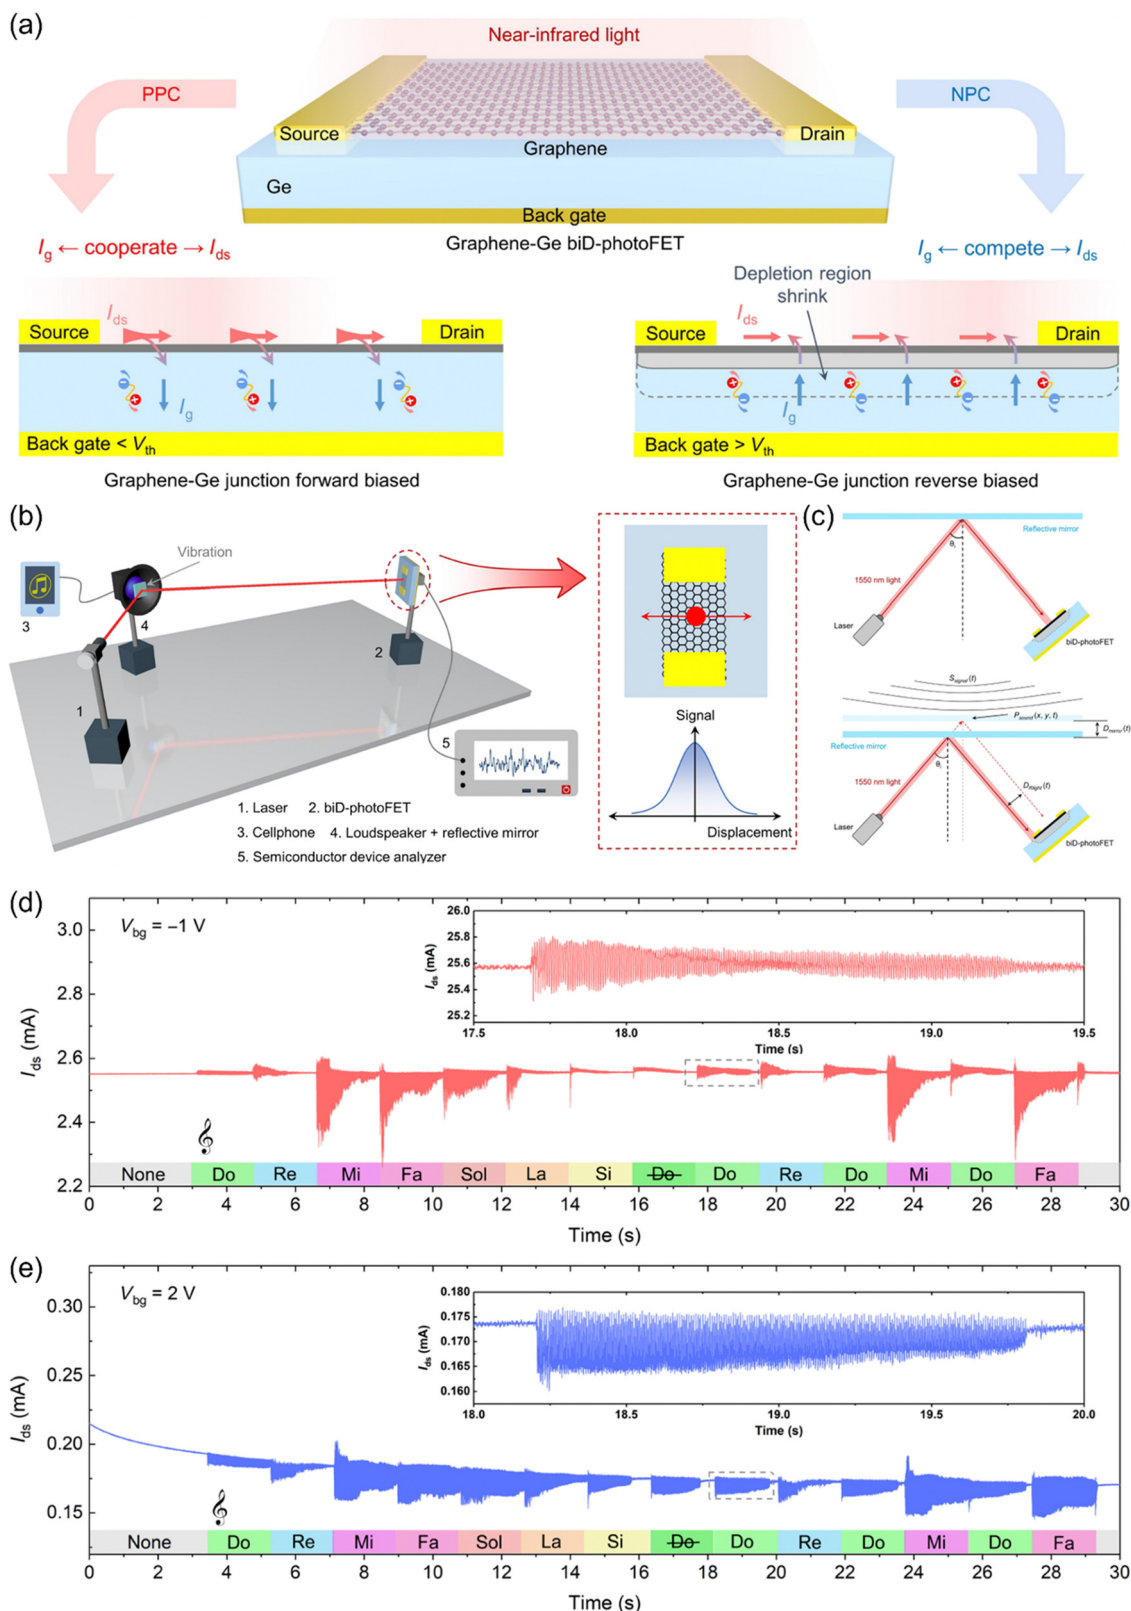 (a)
Near-infrared light
PPC
NPC
Source
Drain
Graphene
Ge
Back gate
Graphene-Ge biD-photoFET
Ig ← cooperate → Ids
Ig ← compete → Ids
Depletion region
shrink
Ids
Source
Drain
Ig
Back gate < Vth
Graphene-Ge junction forward biased
Ids
Source
Drain
Ig
Back gate > Vth
Graphene-Ge junction reverse biased
(b)
Vibration
3
4
2
1
5
1. Laser 2. biD-photoFET
3. Cellphone 4. Loudspeaker + reflective mirror
5. Semiconductor device analyzer
Signal
Displacement
(c)
Reflective mirror
θi
1550 nm light
Laser
biD-photoFET
Ssignal(t)
Psound(x, y, t)
Dmirror(t)
Reflective mirror
θi
1550 nm light
DRlight(t)
Laser
biD-photoFET
(d)
Vbg = −1 V
Ids (mA)
3.0
2.8
2.6
2.4
2.2
Ids (mA)
26.0
25.8
25.6
25.4
25.2
17.5 18.0 18.5 19.0 19.5
Time (s)
None Do Re Mi Fa Sol La Si Do Do Re Do Mi Do Fa
0 2 4 6 8 10 12 14 16 18 20 22 24 26 28 30
Time (s)
(e)
Vbg = 2 V
Ids (mA)
0.30
0.25
0.20
0.15
Ids (mA)
0.180
0.175
0.170
0.165
0.160
18.0 18.5 19.0 19.5 20.0
Time (s)
None Do Re Mi Fa Sol La Si Do Do Re Do Mi Do Fa
0 2 4 6 8 10 12 14 16 18 20 22 24 26 28 30
Time (s)